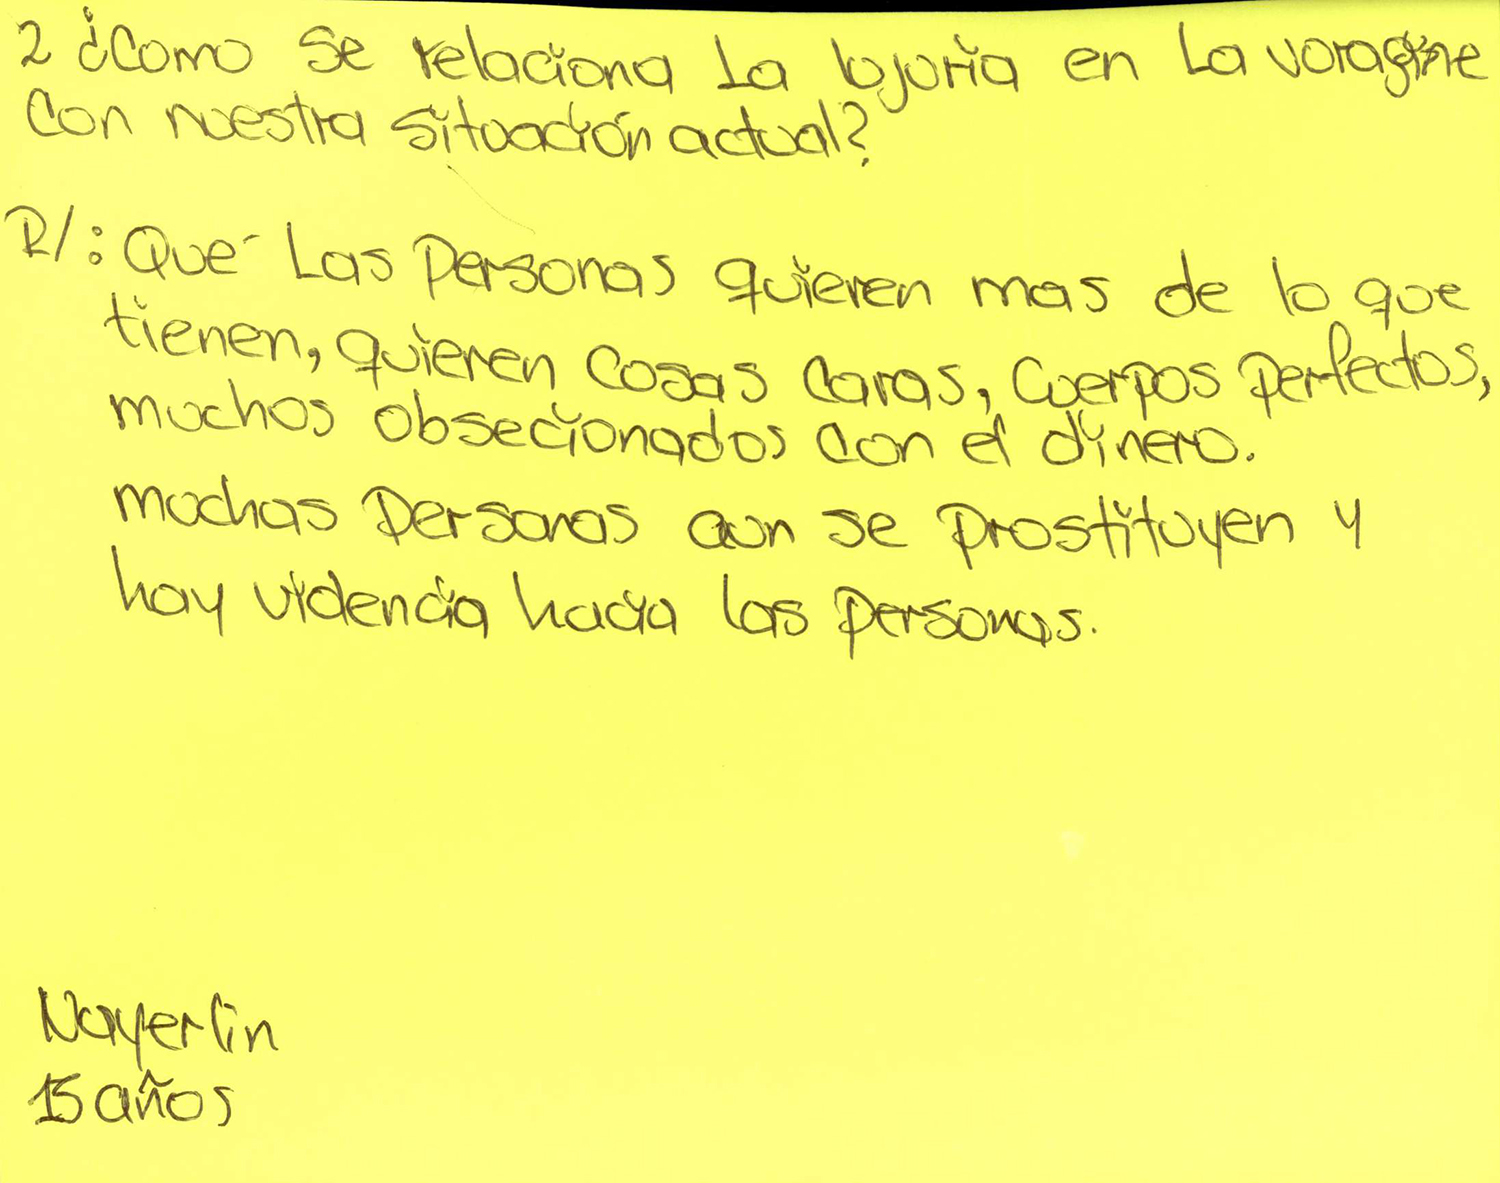 2 ¿Como se relaciona La lujuria en La voragine
Con nuestra situación actual?
R/: Qué Las Personas quieren mas de lo que
tienen, quieren Cosas Caras, Cuerpos Perfectos,
muchos obsecionados con el dinero.
muchas Personas aun se Prostituyen y
hay violencia hacia las Personas.
Nayerlin
15 años